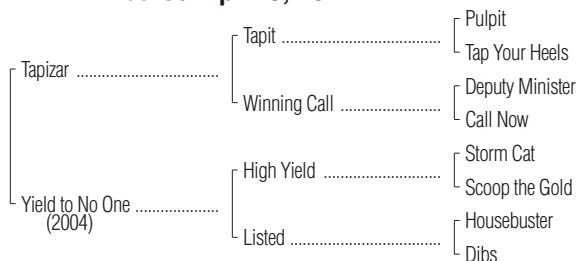 Pulpit
Tapit ........................................
Tap Your Heels
Tapizar ....................................
Deputy Minister
Winning Call ............................
Call Now
Storm Cat
High Yield ................................
Scoop the Gold
Yield to No One .....................
(2004)
Housebuster
Listed ......................................
Dibs